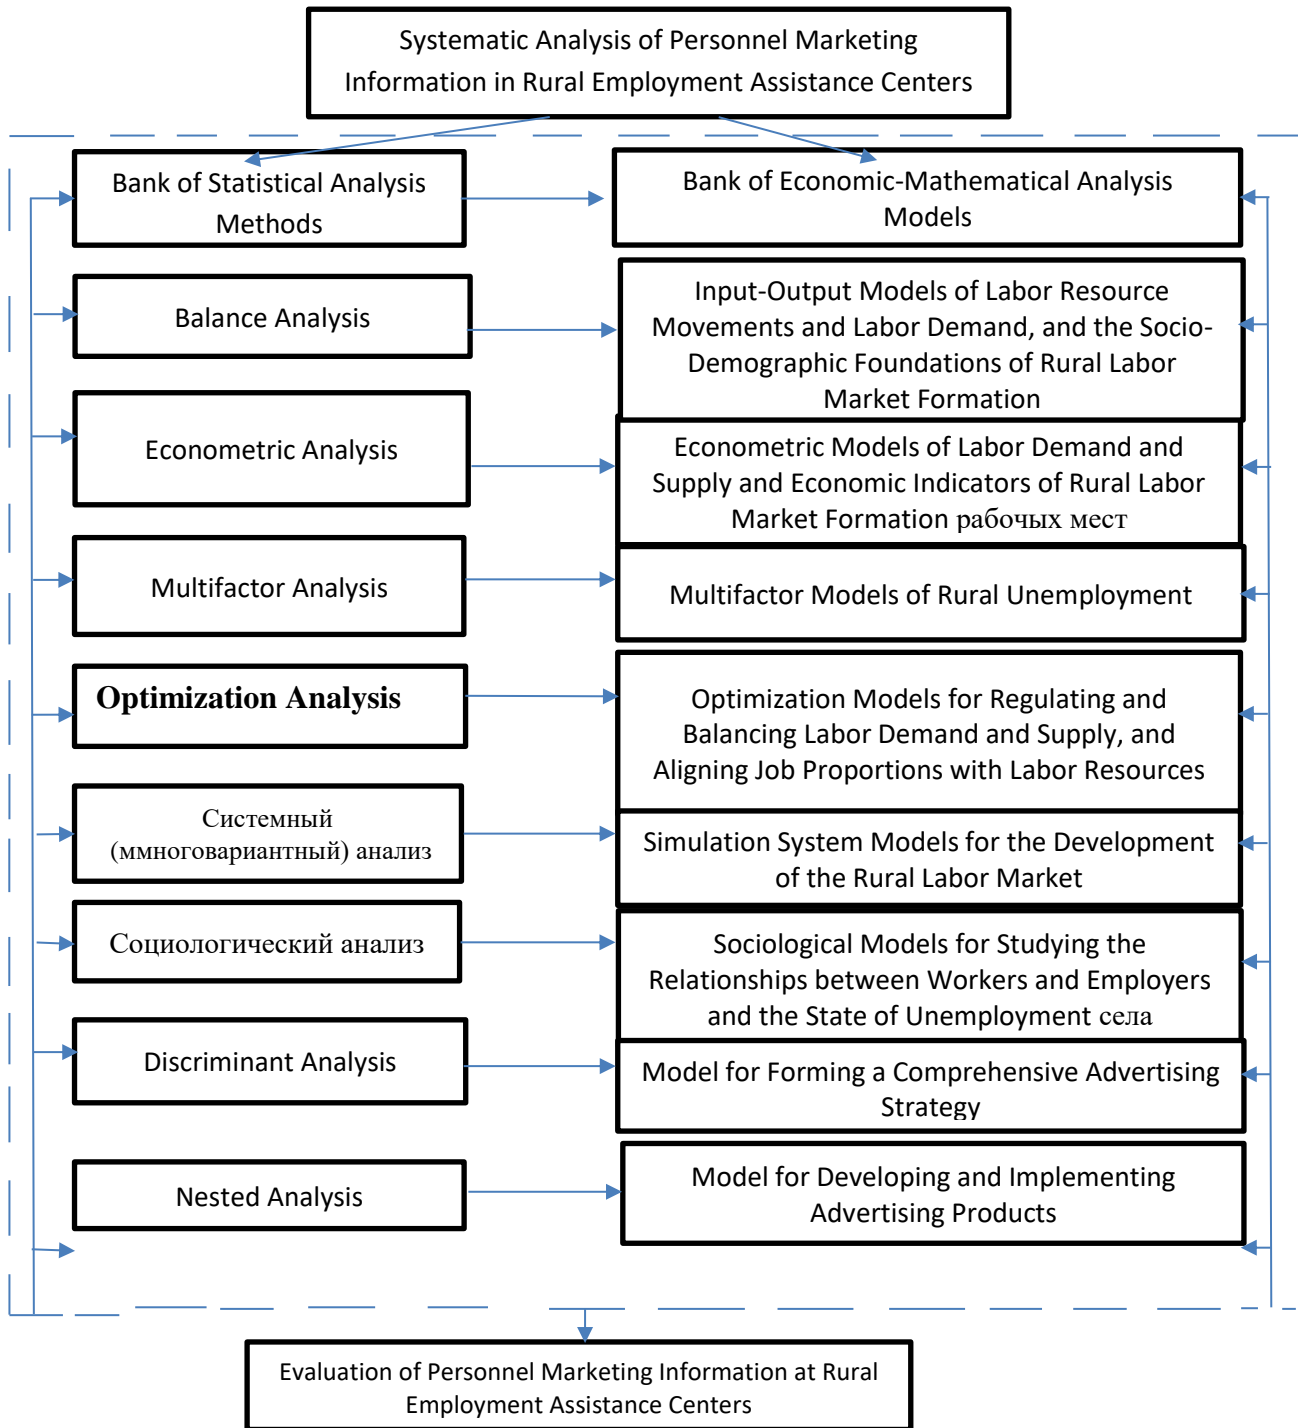 Systematic Analysis of Personnel Marketing
Information in Rural Employment Assistance Centers
Bank of Statistical Analysis
Methods
Bank of Economic-Mathematical Analysis
Models
Balance Analysis
Input-Output Models of Labor Resource
Movements and Labor Demand, and the Socio-
Demographic Foundations of Rural Labor
Market Formation
Econometric Analysis
Econometric Models of Labor Demand and
Supply and Economic Indicators of Rural Labor
Market Formation рабочих мест
Multifactor Analysis
Multifactor Models of Rural Unemployment
Optimization Analysis
Optimization Models for Regulating and
Balancing Labor Demand and Supply, and
Aligning Job Proportions with Labor Resources
Системный
(ммноговариантный) анализ
Simulation System Models for the Development
of the Rural Labor Market
Социологический анализ
Sociological Models for Studying the
Relationships between Workers and Employers
and the State of Unemployment села
Discriminant Analysis
Model for Forming a Comprehensive Advertising
Strategy
Nested Analysis
Model for Developing and Implementing
Advertising Products
Evaluation of Personnel Marketing Information at Rural
Employment Assistance Centers